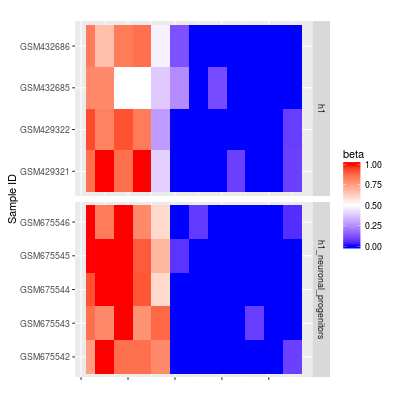 GSM432686
GSM432685
GSM429322
GSM429321
h1
GSM675546
GSM675545
GSM675544
GSM675543
GSM675542
h1_neuronal_progenitors
Sample ID
beta
1.00
0.75
0.50
0.25
0.00